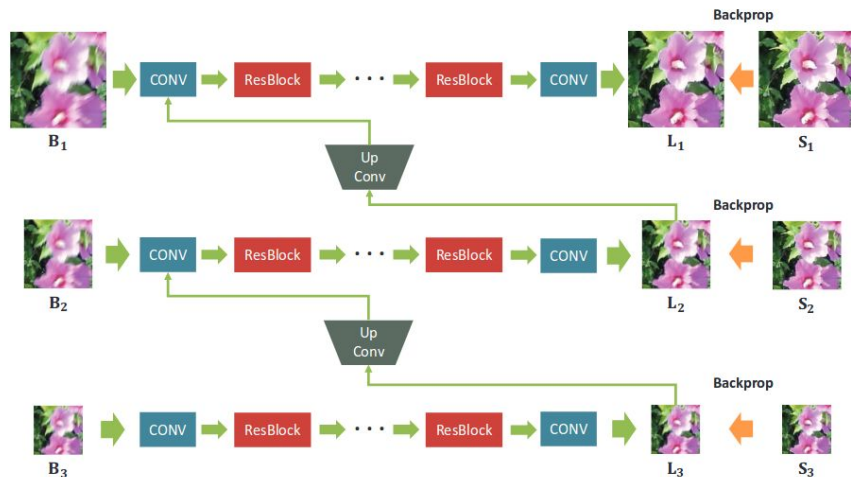 Backprop
CONV ResBlock ··· ResBlock CONV
B1 L1 S1
Up
Conv
Backprop
CONV ResBlock ··· ResBlock CONV
B2 L2 S2
Up
Conv
Backprop
CONV ResBlock ··· ResBlock CONV
B3 L3 S3